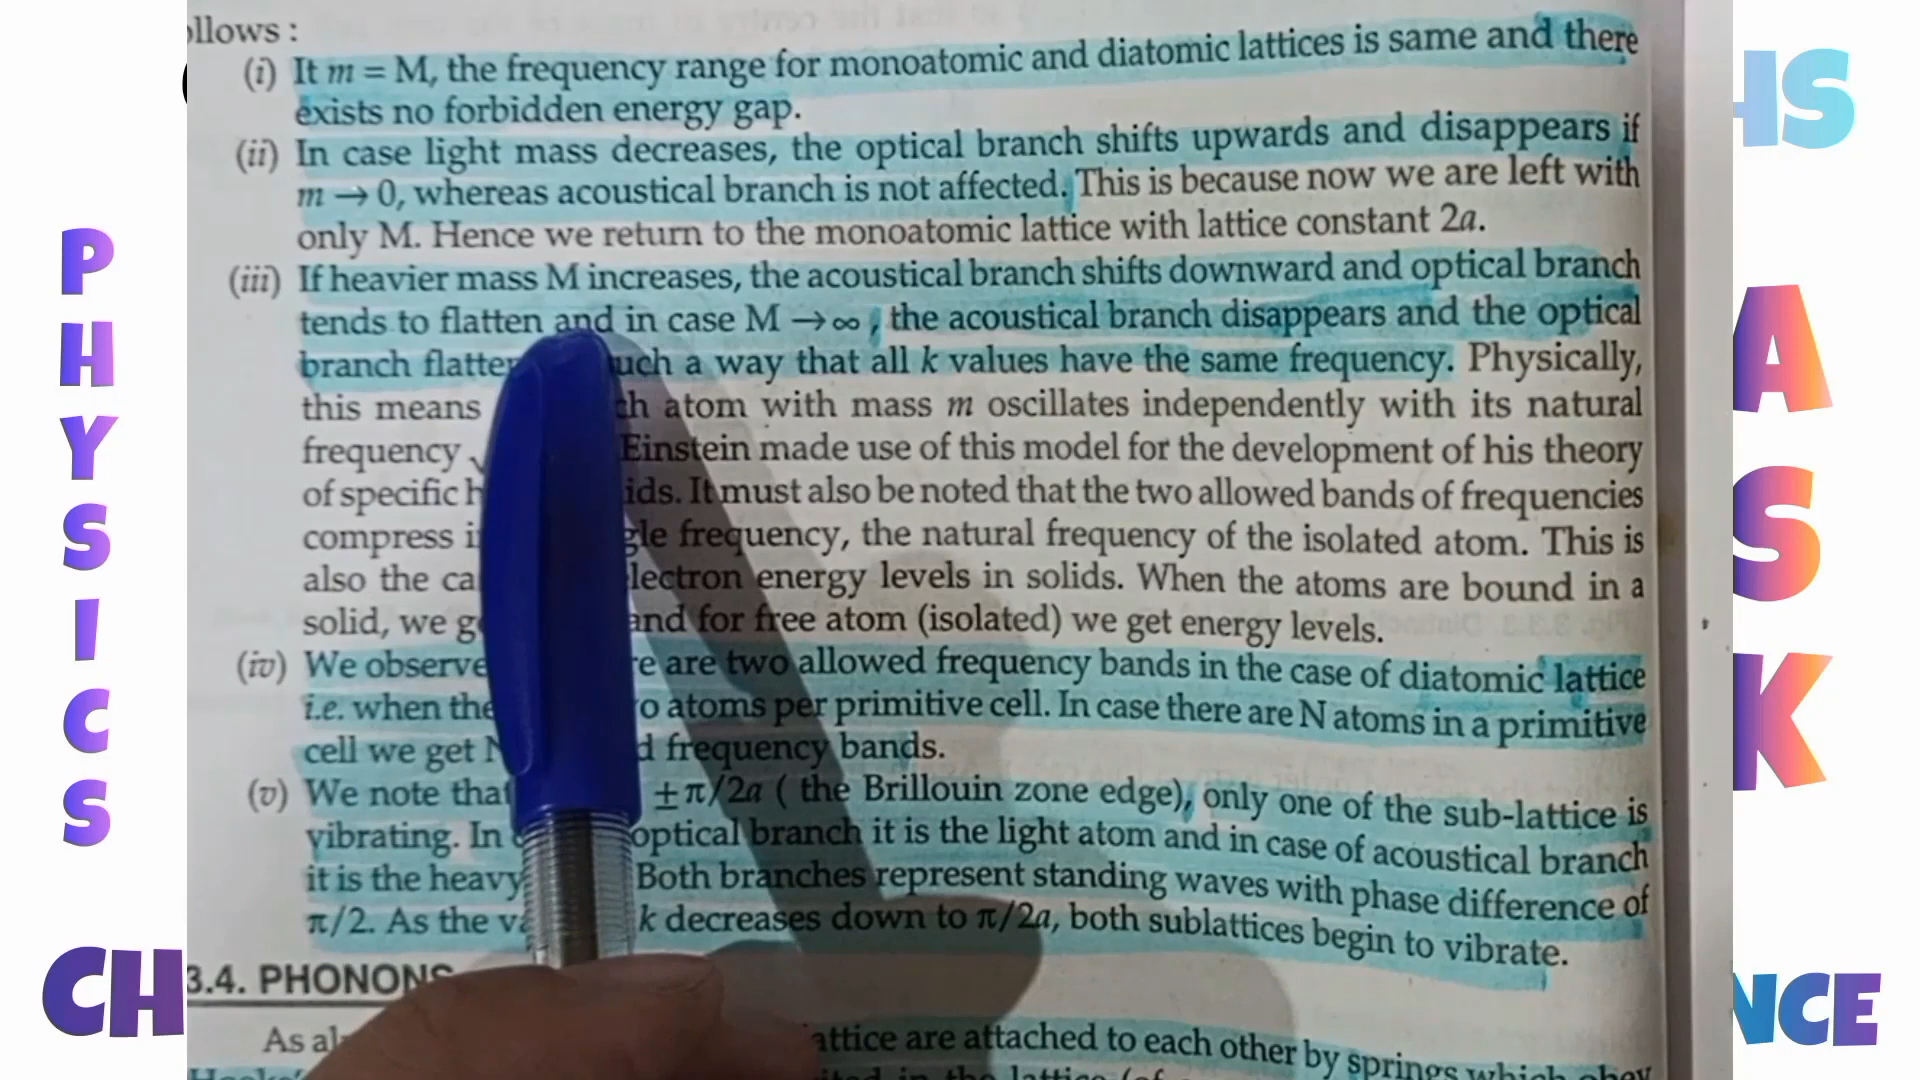 ollows :
(i) It m = M, the frequency range for monoatomic and diatomic lattices is same and there
exists no forbidden energy gap.
(ii) In case light mass decreases, the optical branch shifts upwards and disappears if
m → 0, whereas acoustical branch is not affected. This is because now we are left with
only M. Hence we return to the monoatomic lattice with lattice constant 2a.
(iii) If heavier mass M increases, the acoustical branch shifts downward and optical branch
tends to flatten and in case M → ∞, the acoustical branch disappears and the optical
branch flatten uch a way that all k values have the same frequency. Physically,
this means ch atom with mass m oscillates independently with its natural
frequency Einstein made use of this model for the development of his theory
of specific h ids. It must also be noted that the two allowed bands of frequencies
compress i gle frequency, the natural frequency of the isolated atom. This is
also the ca lectron energy levels in solids. When the atoms are bound in a
solid, we g and for free atom (isolated) we get energy levels.
(iv) We observe re are two allowed frequency bands in the case of diatomic lattice
i.e. when the o atoms per primitive cell. In case there are N atoms in a primitive
cell we get N d frequency bands.
(v) We note that ±π/2a ( the Brillouin zone edge), only one of the sub-lattice is
vibrating. In optical branch it is the light atom and in case of acoustical branch
it is the heavy Both branches represent standing waves with phase difference of
π/2. As the va k decreases down to π/2a, both sublattices begin to vibrate.
3.4. PHONONS
As al attice are attached to each other by springs which obey
PHYSICS
CH
HS
ASK
NCE